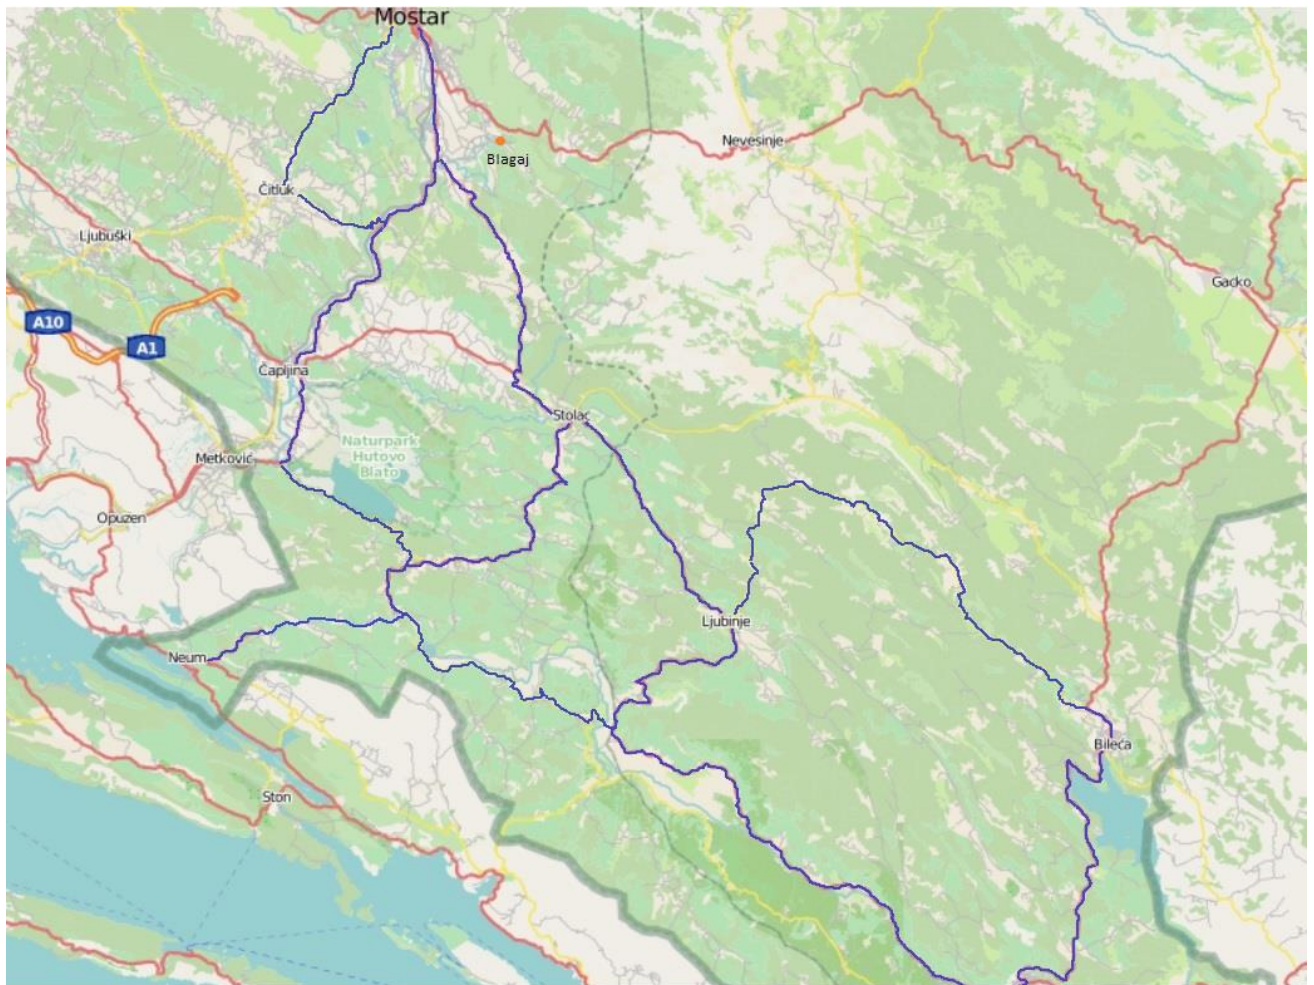 Mostar
Nevesinje
Blagaj
Čitluk
Ljubuški
Gacko
A10
A1
Čapljina
Stolac
Naturpark
Hutovo
Blato
Metković
Opuzen
Ljubinje
Neum
Bileća
Ston